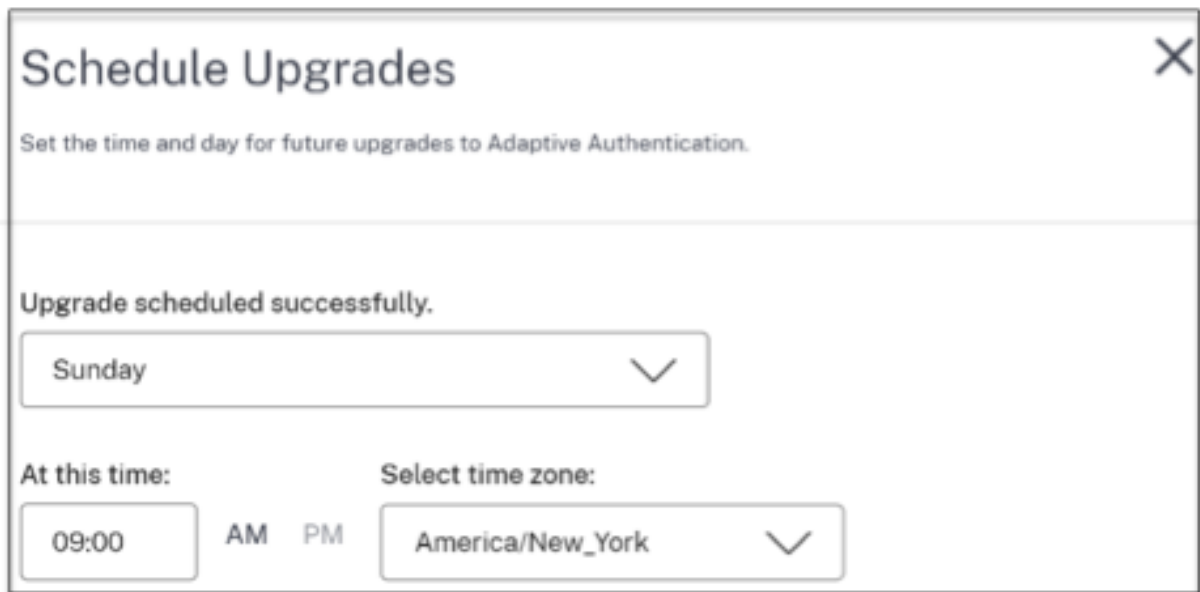 Schedule Upgrades
Set the time and day for future upgrades to Adaptive Authentication.
Upgrade scheduled successfully.
Sunday
At this time: Select time zone:
09:00 AM PM America/New_York